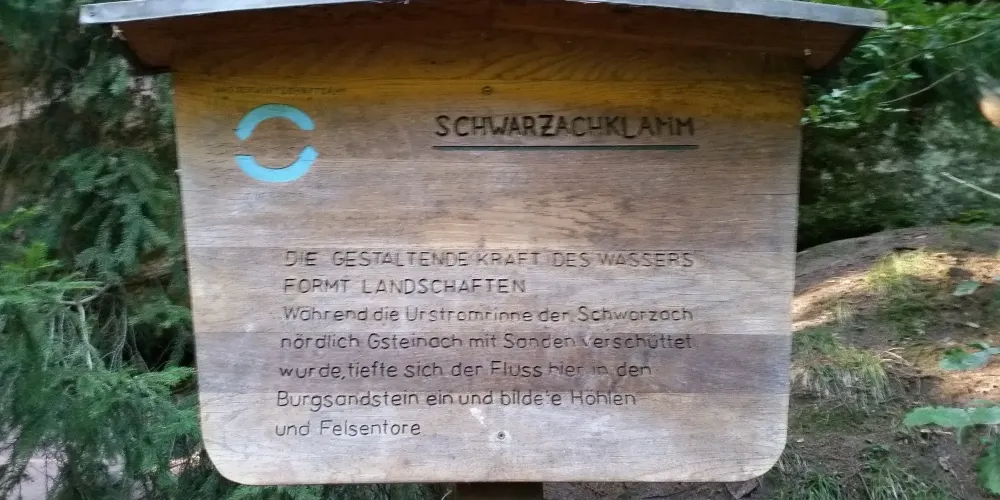 WASSERWIRTSCHAFTSAMT
SCHWARZACHKLAMM
DIE GESTALTENDE KRAFT DES WASSERS
FORMT LANDSCHAFTEN
Während die Urstromrinne der Schwarzach
nördlich Gsteinach mit Sanden verschüttet
wurde, tiefte sich der Fluss hier in den
Burgsandstein ein und bildete Höhlen
und Felsentore